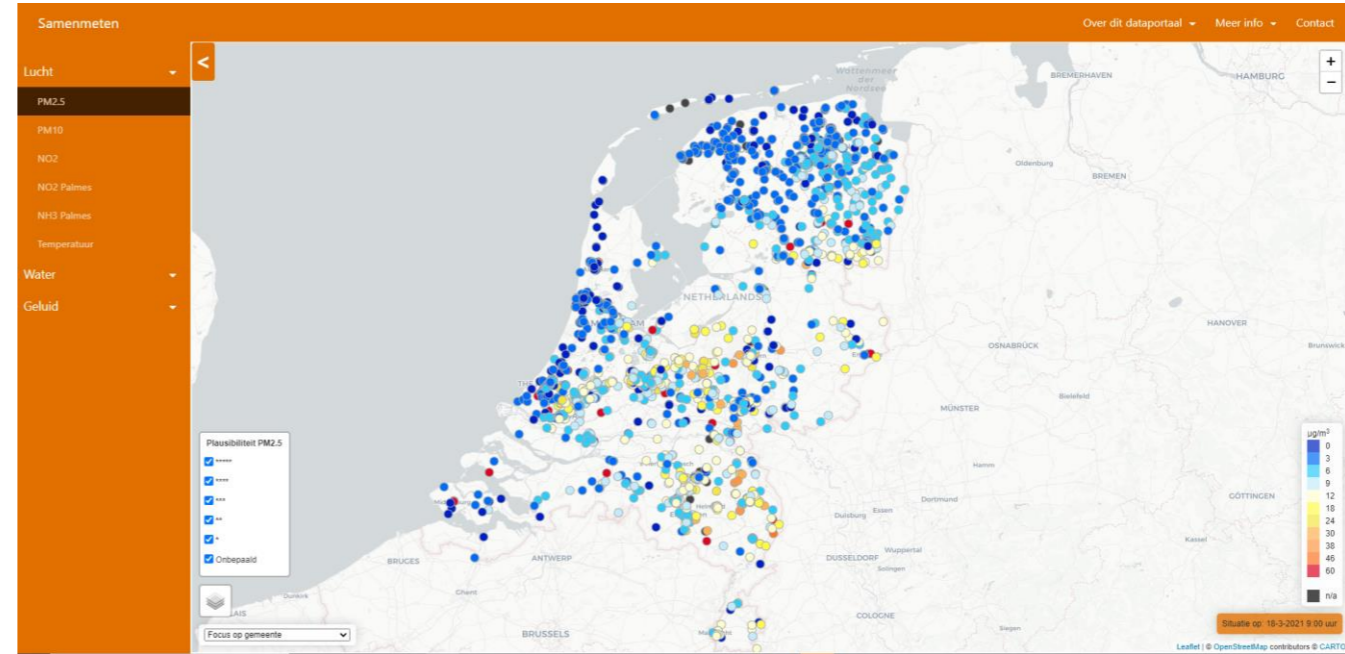 Samenmeten
Over dit dataportaal
Meer info
Contact
Lucht
PM2.5
PM10
NO2
NO2 Palmes
NH3 Palmes
Temperatuur
Water
Geluid
<
+
−
Wattenmeer
der
Nordsee
BREMERHAVEN
HAMBURG
Oldenburg
BREMEN
NETHERLANDS
HANOVER
OSNABRÜCK
Brunswick
Bielefeld
MÜNSTER
Hamm
GÖTTINGEN
Dortmund
Essen
Duisburg
Kassel
Wuppertal
DUSSELDORF
Solingen
BRUGES
ANTWERP
Ghent
Dunkirk
COLOGNE
BRUSSELS
Siegen
Plausibiliteit PM2.5
*****
****
***
**
*
Onbepaald
Focus op gemeente
µg/m³
0
3
6
9
12
18
24
30
38
46
60
n/a
Situatie op: 18-3-2021 9:00 uur
Leaflet | © OpenStreetMap contributors © CARTO